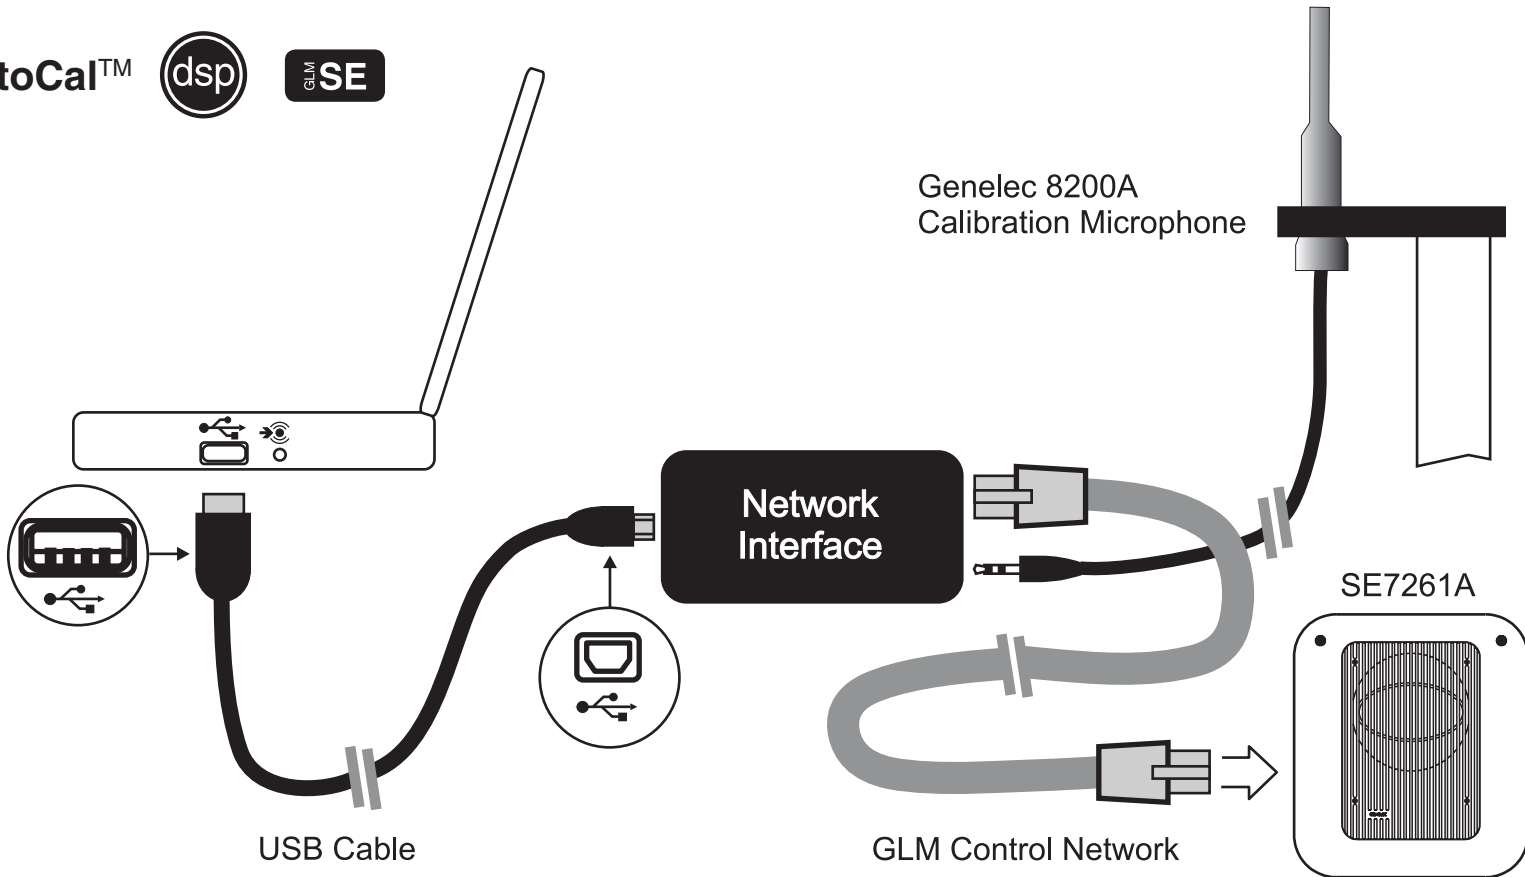 toCal™
dsp
GLM SE
Genelec 8200A
Calibration Microphone
Network
Interface
SE7261A
USB Cable
GLM Control Network